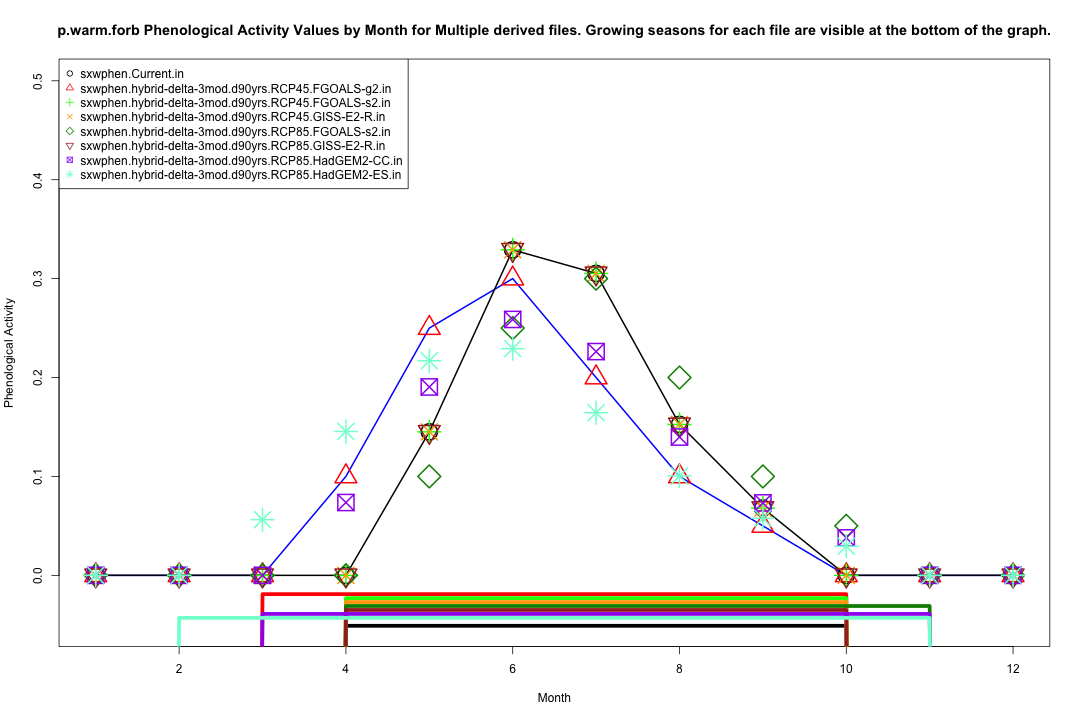 p.warm.forb Phenological Activity Values by Month for Multiple derived files. Growing seasons for each file are visible at the bottom of the graph.
sxwphen.Current.in
sxwphen.hybrid-delta-3mod.d90yrs.RCP45.FGOALS-g2.in
sxwphen.hybrid-delta-3mod.d90yrs.RCP45.FGOALS-s2.in
sxwphen.hybrid-delta-3mod.d90yrs.RCP45.GISS-E2-R.in
sxwphen.hybrid-delta-3mod.d90yrs.RCP85.FGOALS-s2.in
sxwphen.hybrid-delta-3mod.d90yrs.RCP85.GISS-E2-R.in
sxwphen.hybrid-delta-3mod.d90yrs.RCP85.HadGEM2-CC.in
sxwphen.hybrid-delta-3mod.d90yrs.RCP85.HadGEM2-ES.in
0.5
0.4
0.3
0.2
0.1
0.0
Phenological Activity
2 4 6 8 10 12
Month